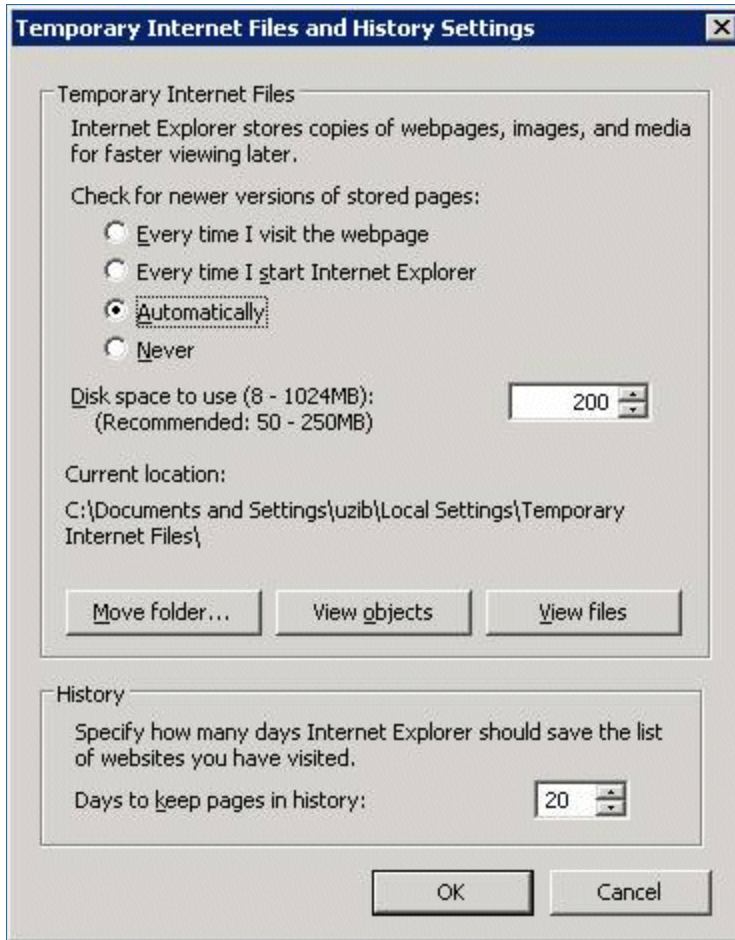 Temporary Internet Files and History Settings
Temporary Internet Files
Internet Explorer stores copies of webpages, images, and media
for faster viewing later.
Check for newer versions of stored pages:
Every time I visit the webpage
Every time I start Internet Explorer
Automatically
Never
Disk space to use (8 - 1024MB):
200
(Recommended: 50 - 250MB)
Current location:
C:\Documents and Settings\uzib\Local Settings\Temporary
Internet Files\
Move folder... View objects View files
History
Specify how many days Internet Explorer should save the list
of websites you have visited.
Days to keep pages in history: 20
OK Cancel